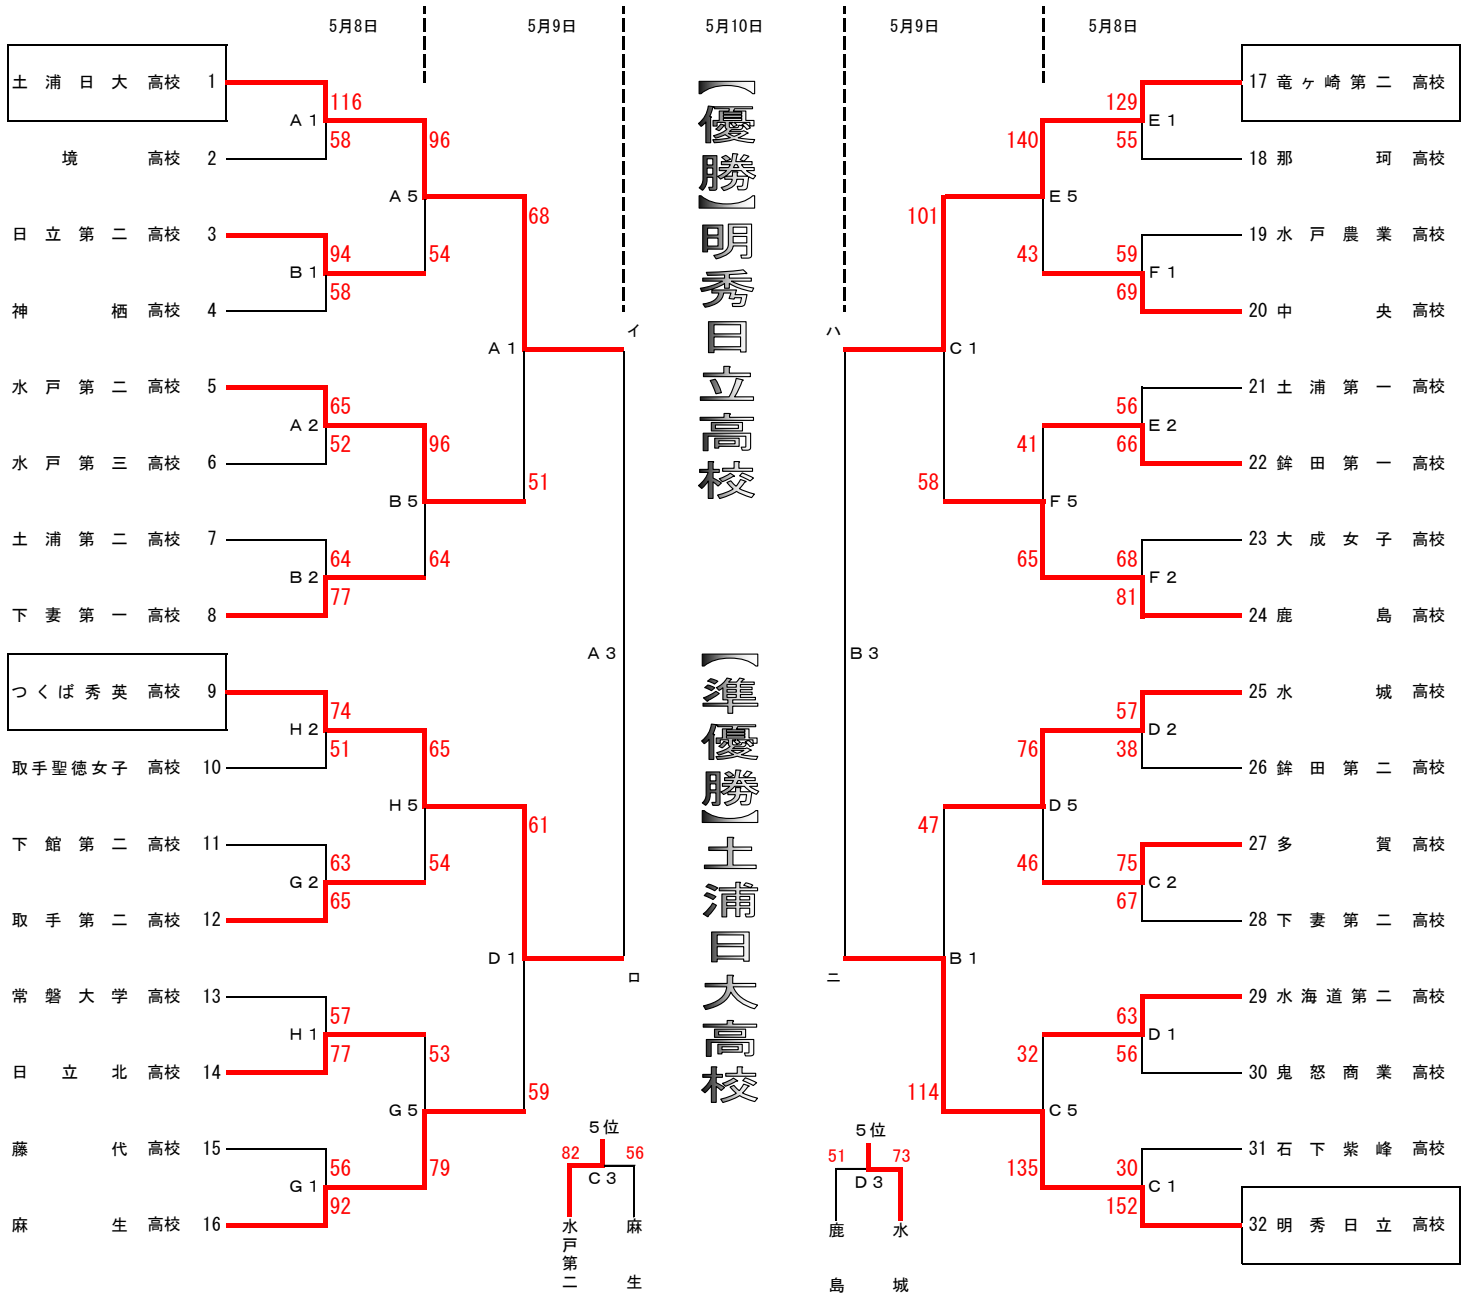 5月8日 5月9日 5月10日 5月9日 5月8日
土浦日大 高校 1
境 高校 2
日立第二 高校 3
神栖 高校 4
水戸第二 高校 5
水戸第三 高校 6
土浦第二 高校 7
下妻第一 高校 8
つくば秀英 高校 9
取手聖徳女子 高校 10
下館第二 高校 11
取手第二 高校 12
常磐大学 高校 13
日立北 高校 14
藤代 高校 15
麻生 高校 16
116
A1
58
94
B1
58
65
A2
52
64
B2
77
74
H2
51
63
G2
65
57
H1
77
56
G1
92
96
A5
54
96
B5
64
65
H5
54
53
G5
79
68
A1
51
61
D1
59
イ
A3
ロ
【優勝】明秀日立高校
【準優勝】土浦日大高校
ハ
B3
ニ
101
C1
58
47
B1
114
140
E5
43
41
F5
65
76
D5
46
32
C5
135
129
E1
55
59
F1
69
56
E2
66
68
F2
81
57
D2
38
75
C2
67
63
D1
56
30
C1
152
17 竜ヶ崎第二 高校
18 那珂 高校
19 水戸農業 高校
20 中央 高校
21 土浦第一 高校
22 鉾田第一 高校
23 大成女子 高校
24 鹿島 高校
25 水城 高校
26 鉾田第二 高校
27 多賀 高校
28 下妻第二 高校
29 水海道第二 高校
30 鬼怒商業 高校
31 石下紫峰 高校
32 明秀日立 高校
5位
82 56
C3
水戸第二
麻生
5位
51 73
D3
鹿島
水城